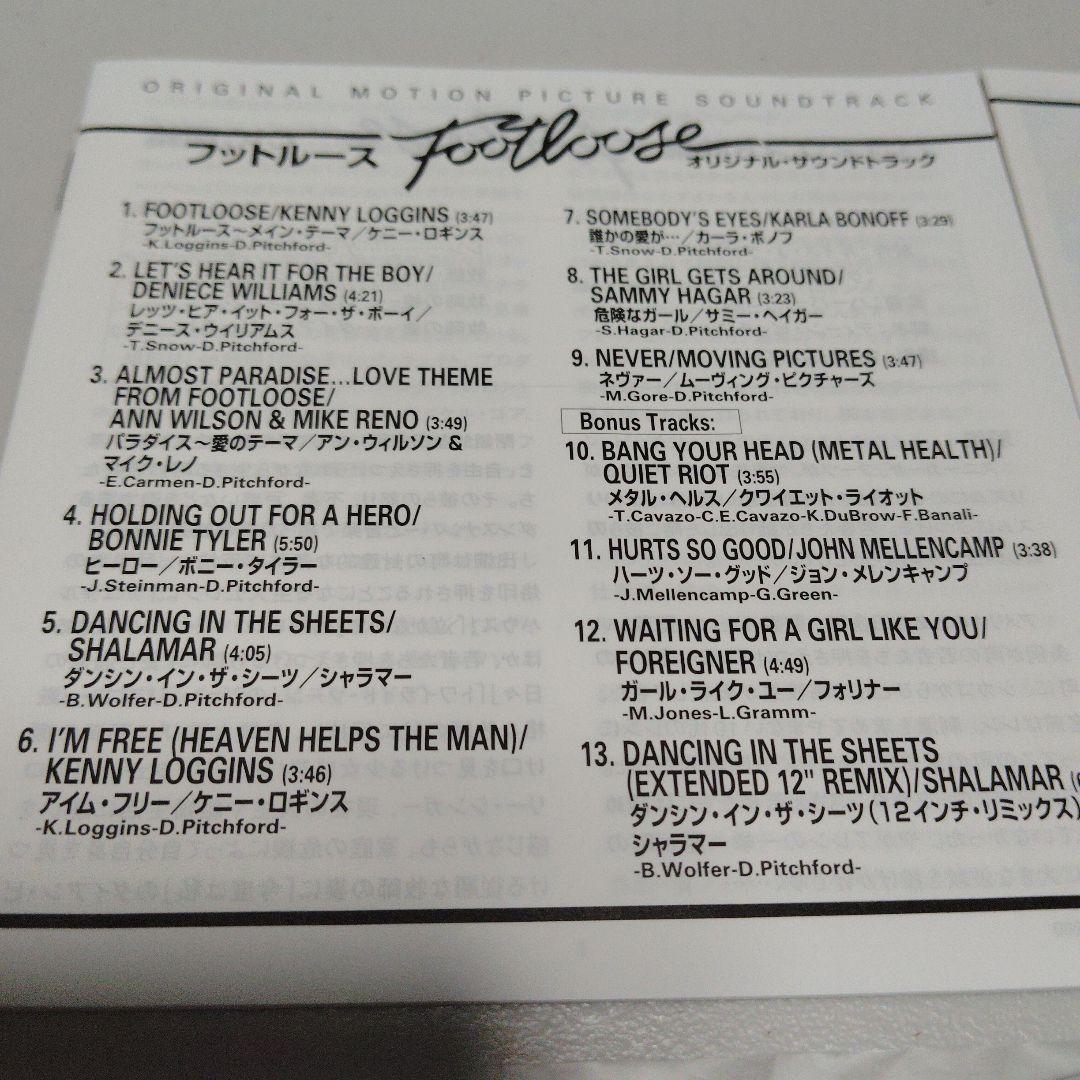 ORIGINAL MOTION PICTURE SOUNDTRACK
フットルース Footloose オリジナル・サウンドトラック
1. FOOTLOOSE/KENNY LOGGINS (3:47)
フットルース〜メイン・テーマ/ケニー・ロギンス
-K.Loggins-D.Pitchford-
2. LET'S HEAR IT FOR THE BOY/
DENIECE WILLIAMS (4:21)
レッツ・ヒア・イット・フォー・ザ・ボーイ/
デニース・ウイリアムス
-T.Snow-D.Pitchford-
3. ALMOST PARADISE...LOVE THEME
FROM FOOTLOOSE/
ANN WILSON & MIKE RENO (3:49)
パラダイス〜愛のテーマ/アン・ウィルソン &
マイク・レノ
-E.Carmen-D.Pitchford-
4. HOLDING OUT FOR A HERO/
BONNIE TYLER (5:50)
ヒーロー/ボニー・タイラー
-J.Steinman-D.Pitchford-
5. DANCING IN THE SHEETS/
SHALAMAR (4:05)
ダンシン・イン・ザ・シーツ/シャラマー
-B.Wolfer-D.Pitchford-
6. I'M FREE (HEAVEN HELPS THE MAN)/
KENNY LOGGINS (3:46)
アイム・フリー/ケニー・ロギンス
-K.Loggins-D.Pitchford-
7. SOMEBODY'S EYES/KARLA BONOFF (3:29)
誰かの愛が…/カーラ・ボノフ
-T.Snow-D.Pitchford-
8. THE GIRL GETS AROUND/
SAMMY HAGAR (3:23)
危険なガール/サミー・ヘイガー
-S.Hagar-D.Pitchford-
9. NEVER/MOVING PICTURES (3:47)
ネヴァー/ムーヴィング・ピクチャーズ
-M.Gore-D.Pitchford-
Bonus Tracks:
10. BANG YOUR HEAD (METAL HEALTH)/
QUIET RIOT (3:55)
メタル・ヘルス/クワイエット・ライオット
-T.Cavazo-C.E.Cavazo-K.DuBrow-F.Banali-
11. HURTS SO GOOD/JOHN MELLENCAMP (3:38)
ハーツ・ソー・グッド/ジョン・メレンキャンプ
-J.Mellencamp-G.Green-
12. WAITING FOR A GIRL LIKE YOU/
FOREIGNER (4:49)
ガール・ライク・ユー/フォリナー
-M.Jones-L.Gramm-
13. DANCING IN THE SHEETS
(EXTENDED 12" REMIX)/SHALAMAR
ダンシン・イン・ザ・シーツ(12インチ・リミックス)
シャラマー
-B.Wolfer-D.Pitchford-